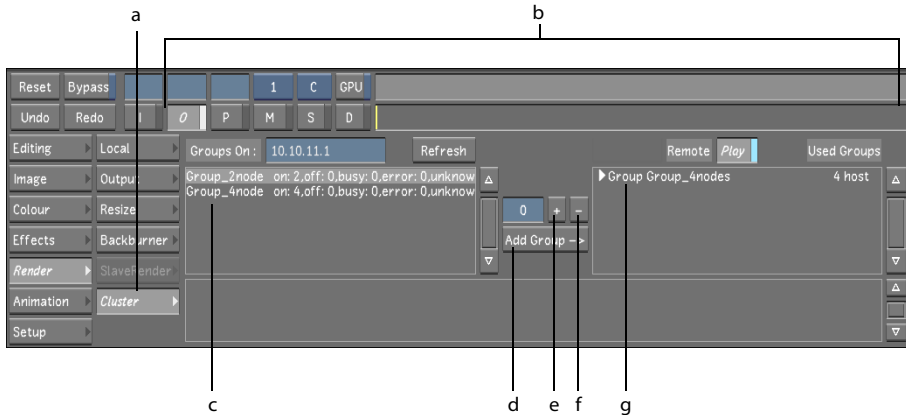 a
b
Reset Bypass 1 C GPU
Undo Redo I O P M S D
Editing Local Groups On: 10.10.11.1 Refresh Remote Play Used Groups
Image Output Group_2node on: 2,off: 0,busy: 0,error: 0,unknow Group Group_4nodes 4 host
Group_4node on: 4,off: 0,busy: 0,error: 0,unknow
Colour Resize 0 + -
Effects Backburner Add Group ->
Render SlaveRender
Animation Cluster
Setup
c d e f g